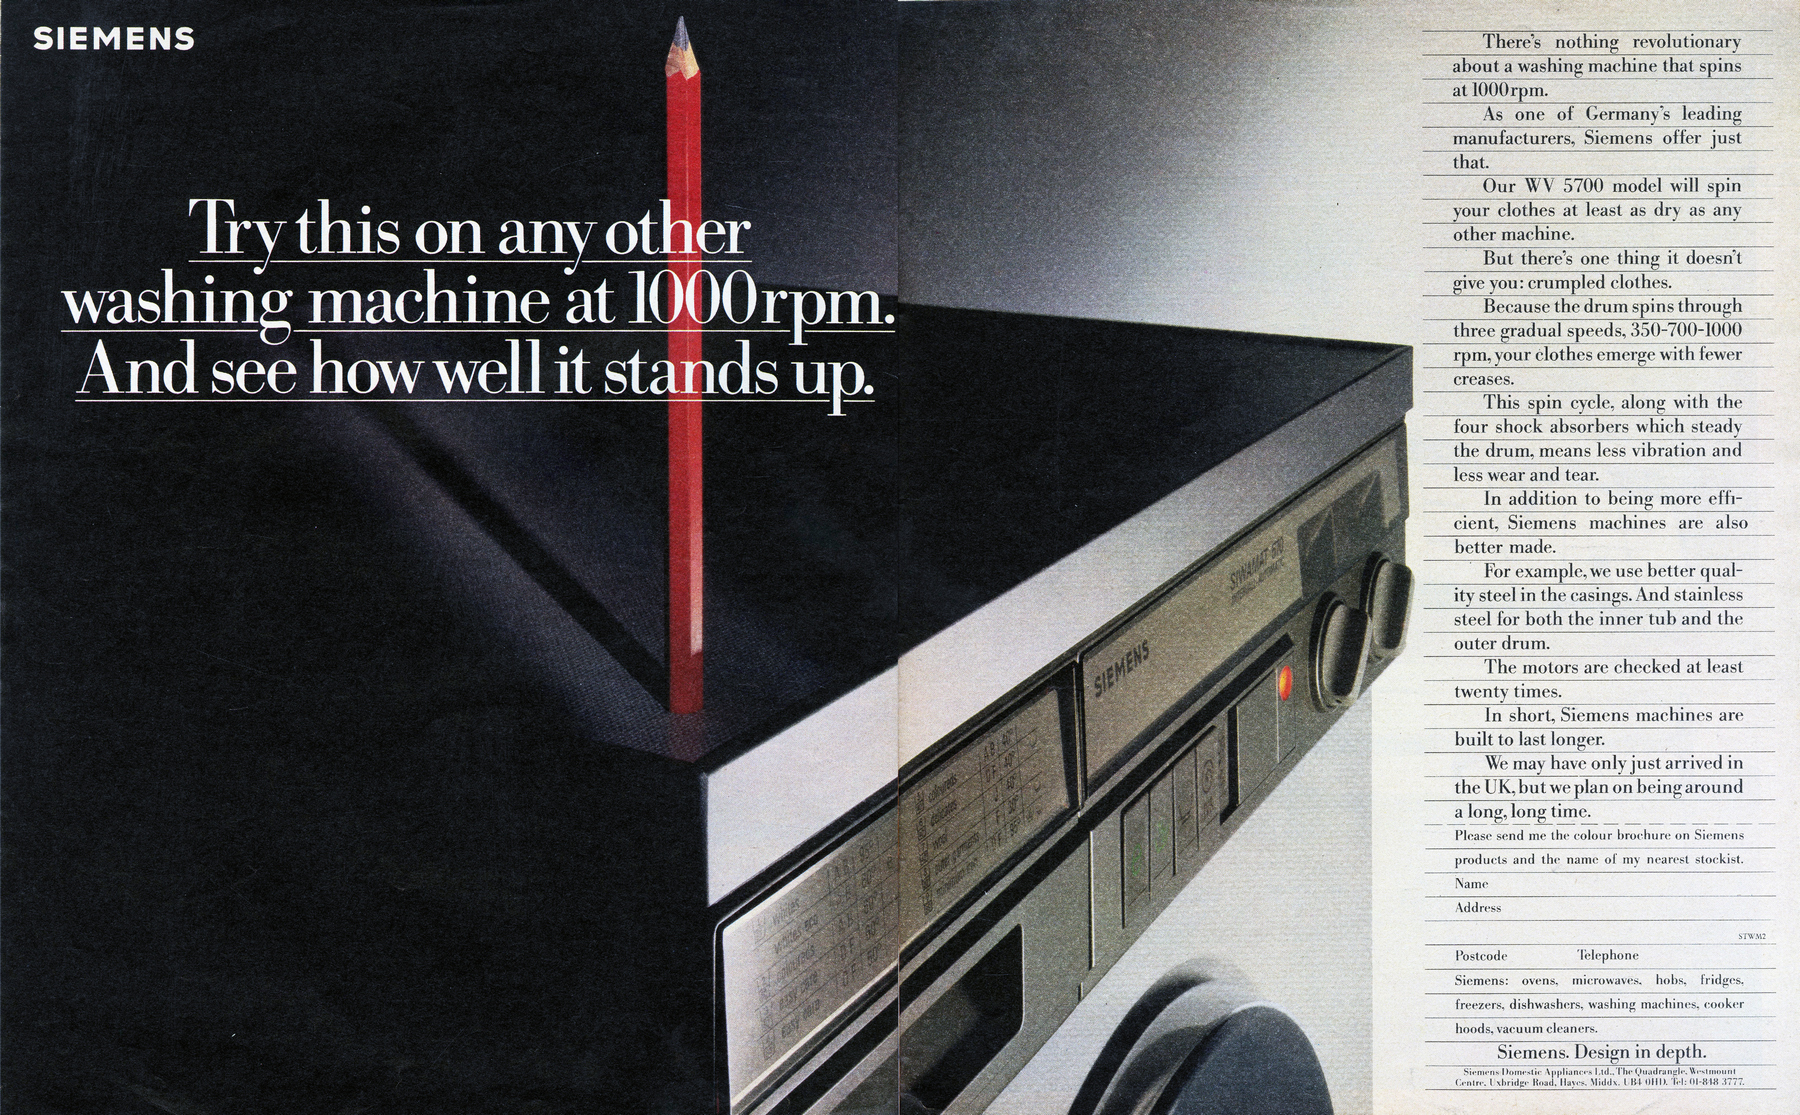 SIEMENS
Try this on any other
washing machine at 1000rpm.
And see how well it stands up.
SIWAMAT 570
SIEMENS
There's nothing revolutionary
about a washing machine that spins
at 1000rpm.
As one of Germany's leading
manufacturers, Siemens offer just
that.
Our WV 5700 model will spin
your clothes at least as dry as any
other machine.
But there's one thing it doesn't
give you: crumpled clothes.
Because the drum spins through
three gradual speeds, 350-700-1000
rpm, your clothes emerge with fewer
creases.
This spin cycle, along with the
four shock absorbers which steady
the drum, means less vibration and
less wear and tear.
In addition to being more effi-
cient, Siemens machines are also
better made.
For example, we use better qual-
ity steel in the casings. And stainless
steel for both the inner tub and the
outer drum.
The motors are checked at least
twenty times.
In short, Siemens machines are
built to last longer.
We may have only just arrived in
the UK, but we plan on being around
a long, long time.
Please send me the colour brochure on Siemens
products and the name of my nearest stockist.
Name
Address
STWM2
Postcode Telephone
Siemens: ovens, microwaves, hobs, fridges,
freezers, dishwashers, washing machines, cooker
hoods, vacuum cleaners.
Siemens. Design in depth.
Siemens Domestic Appliances Ltd., The Quadrangle, Westmount
Centre, Uxbridge Road, Hayes, Middx. UB4 0HD. Tel: 01-848 3777.